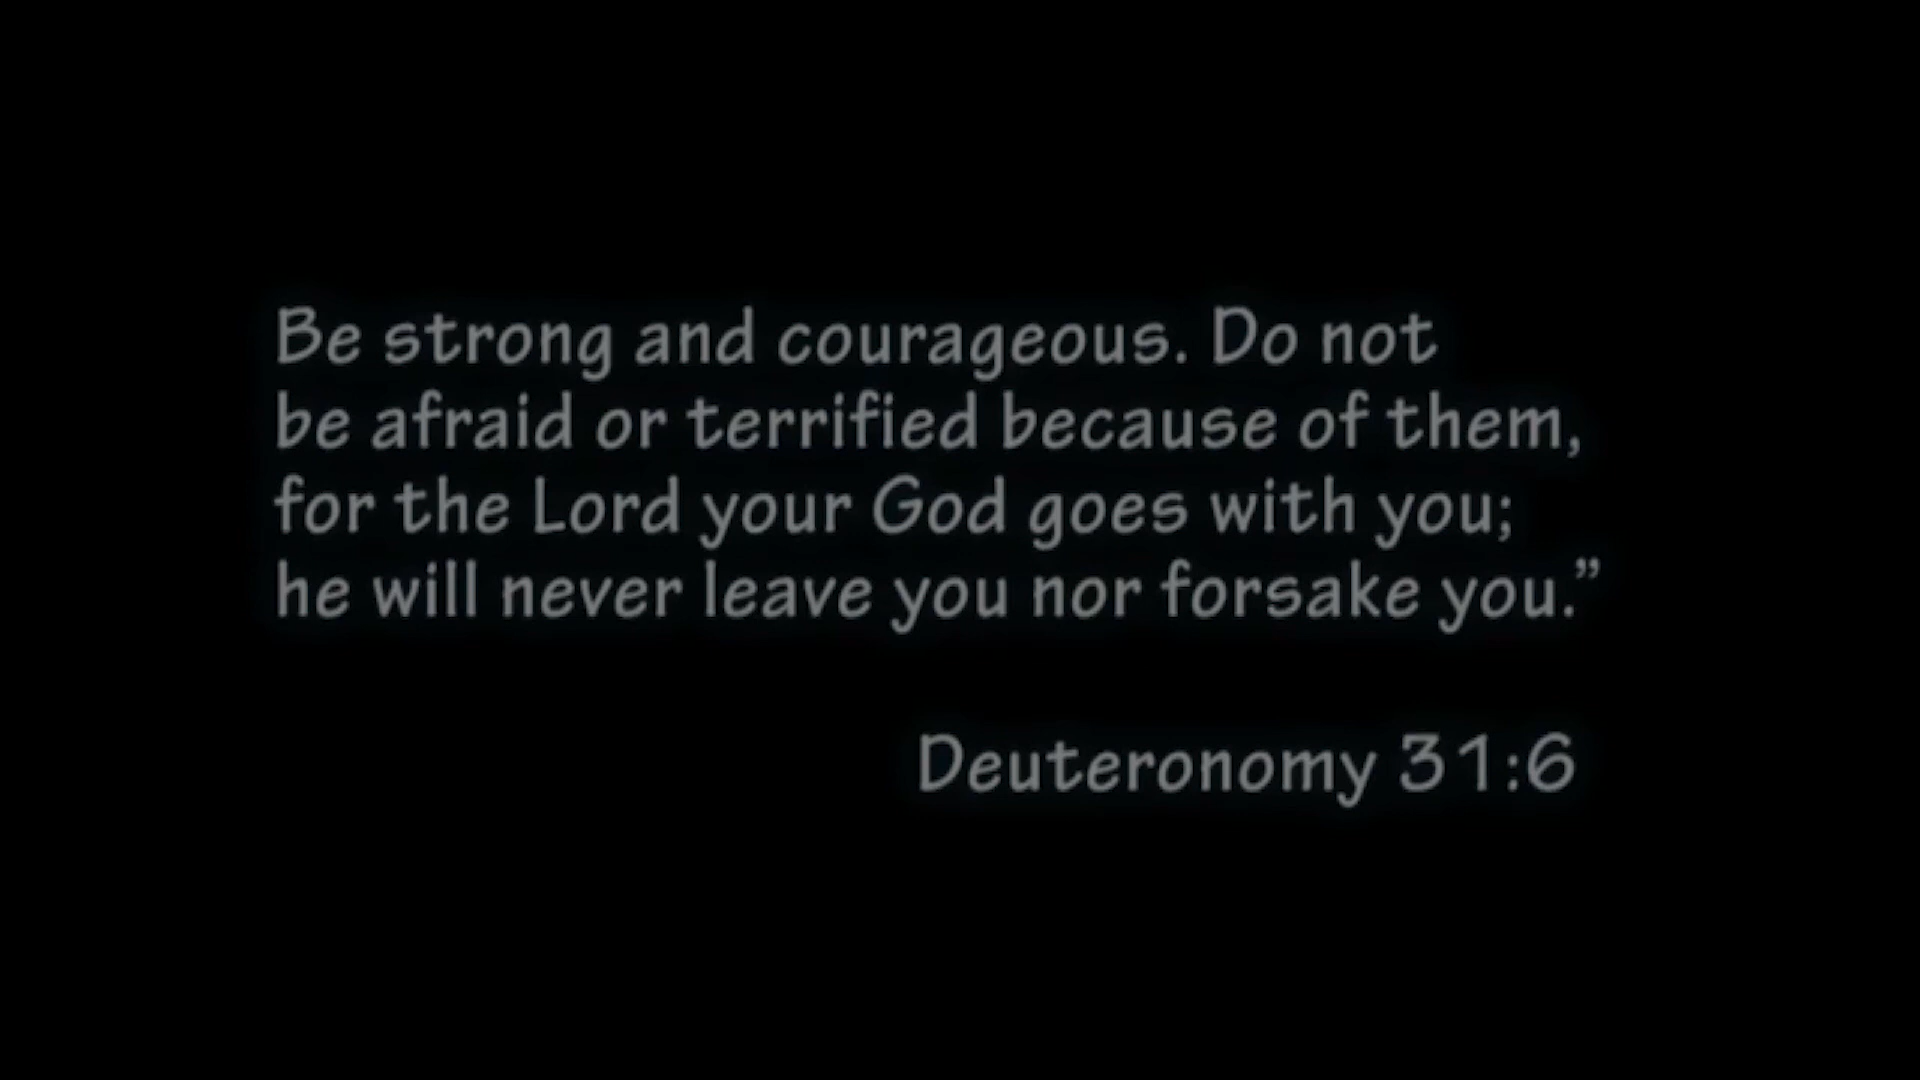 Be strong and courageous. Do not
be afraid or terrified because of them,
for the Lord your God goes with you;
he will never leave you nor forsake you.”
Deuteronomy 31:6